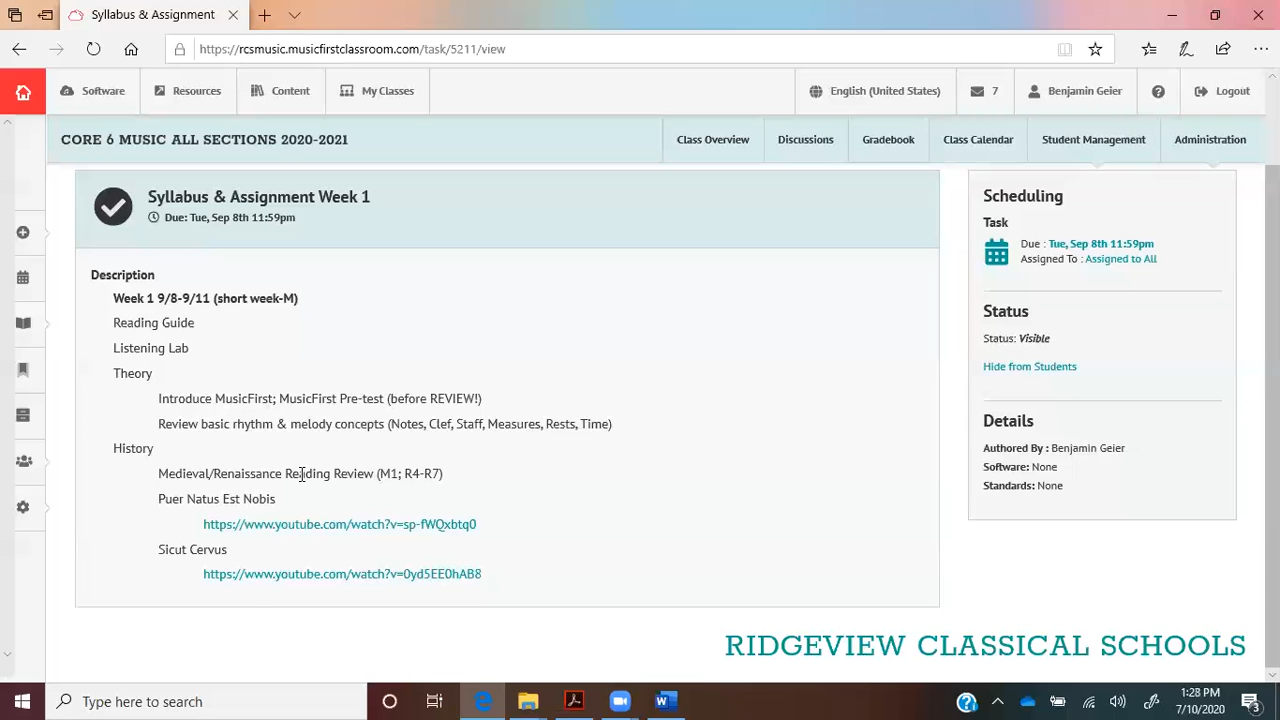 Syllabus & Assignment V
https://rcsmusic.musicfirstclassroom.com/task/5211/view
Software
Resources
Content
My Classes
English (United States)
7
Benjamin Geier
Logout
CORE 6 MUSIC ALL SECTIONS 2020-2021
Class Overview
Discussions
Gradebook
Class Calendar
Student Management
Administration
Syllabus & Assignment Week 1
Due: Tue, Sep 8th 11:59pm
Description
Week 1 9/8-9/11 (short week-M)
Reading Guide
Listening Lab
Theory
Introduce MusicFirst; MusicFirst Pre-test (before REVIEW!)
Review basic rhythm & melody concepts (Notes, Clef, Staff, Measures, Rests, Time)
History
Medieval/Renaissance Reading Review (M1; R4-R7)
Puer Natus Est Nobis
https://www.youtube.com/watch?v=sp-fWQxbtq0
Sicut Cervus
https://www.youtube.com/watch?v=0yd5EE0hAB8
Scheduling
Task
Due : Tue, Sep 8th 11:59pm
Assigned To : Assigned to All
Status
Status: Visible
Hide from Students
Details
Authored By : Benjamin Geier
Software: None
Standards: None
RIDGEVIEW CLASSICAL SCHOOLS
Type here to search
1:28 PM
7/10/2020
3